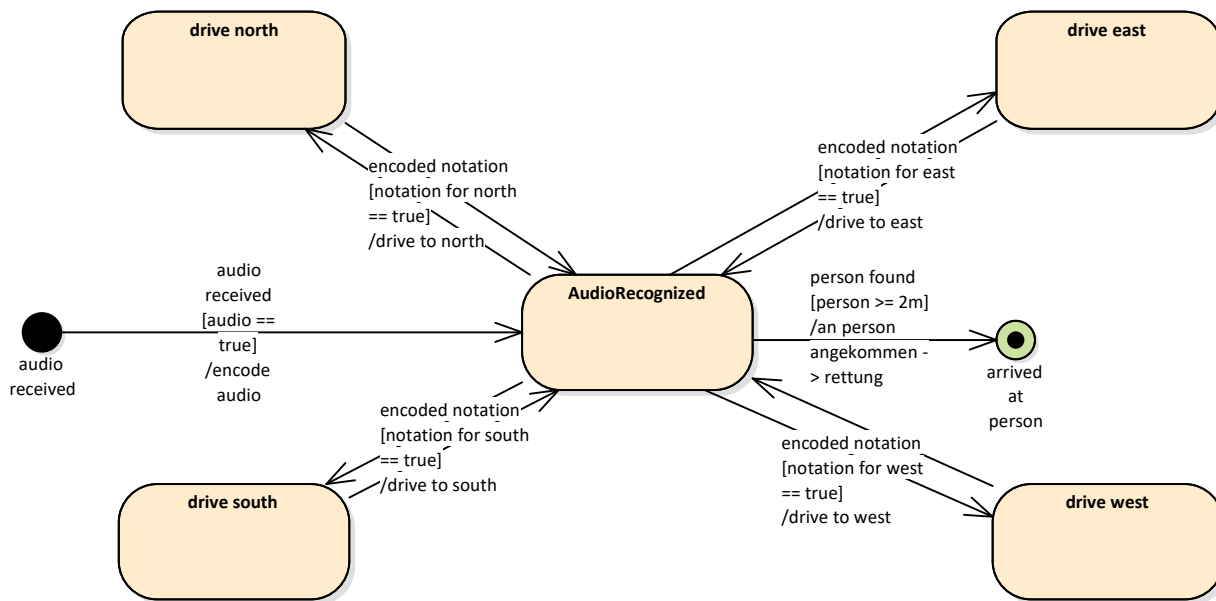 drive north
drive east
encoded notation
[notation for north
== true]
/drive to north
encoded notation
[notation for east
== true]
/drive to east
audio
received
[audio ==
true]
/encode
audio
audio
received
AudioRecognized
person found
[person >= 2m]
/an person
angekommen -
> rettung
arrived
at
person
encoded notation
[notation for south
== true]
/drive to south
encoded notation
[notation for west
== true]
/drive to west
drive south
drive west